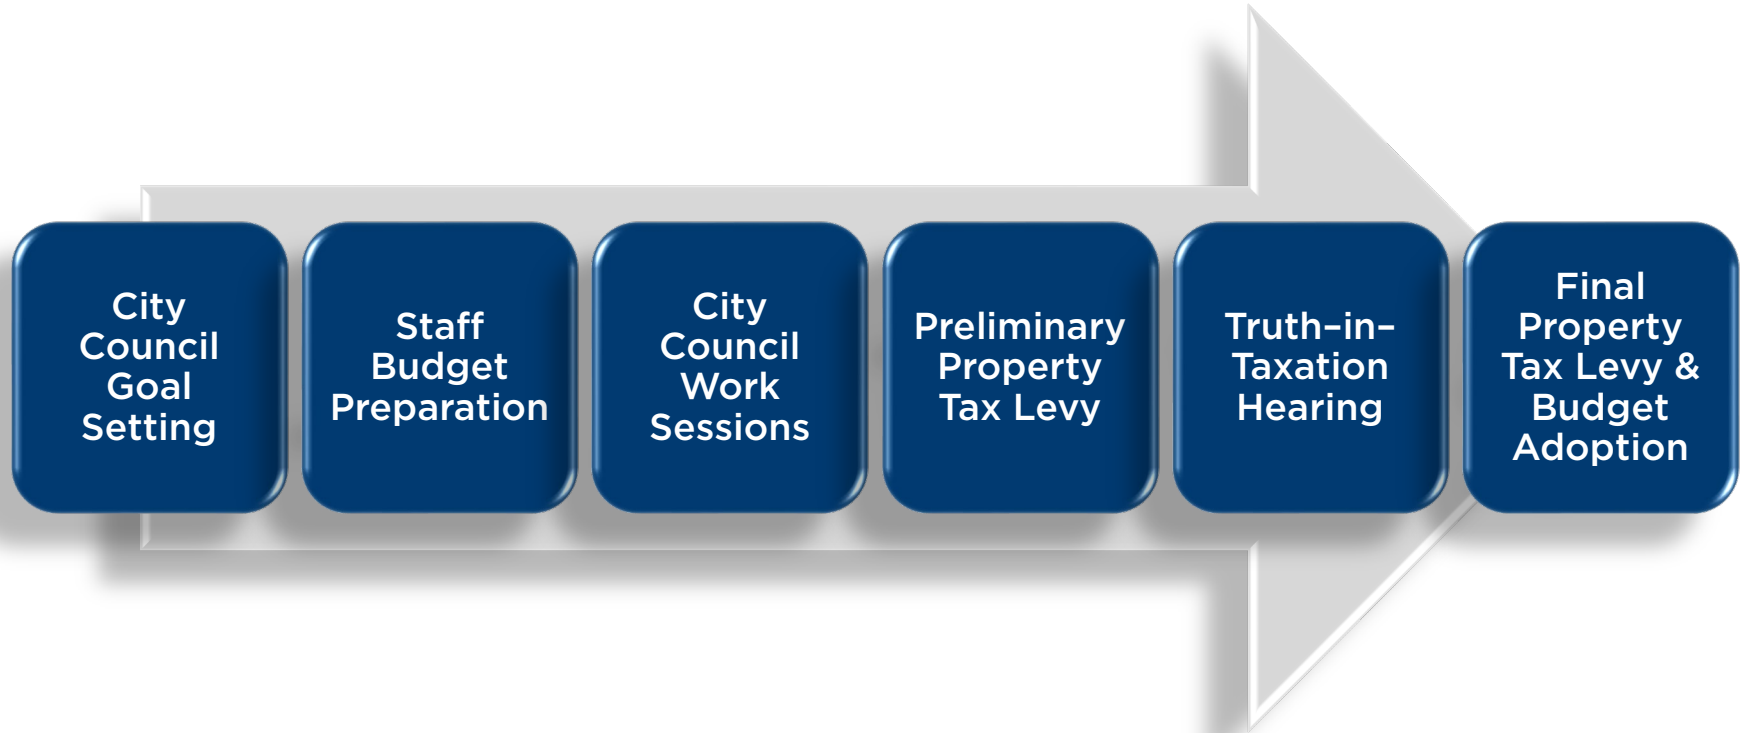 City
Council
Goal
Setting
Staff
Budget
Preparation
City
Council
Work
Sessions
Preliminary
Property
Tax Levy
Truth-in-
Taxation
Hearing
Final
Property
Tax Levy &
Budget
Adoption